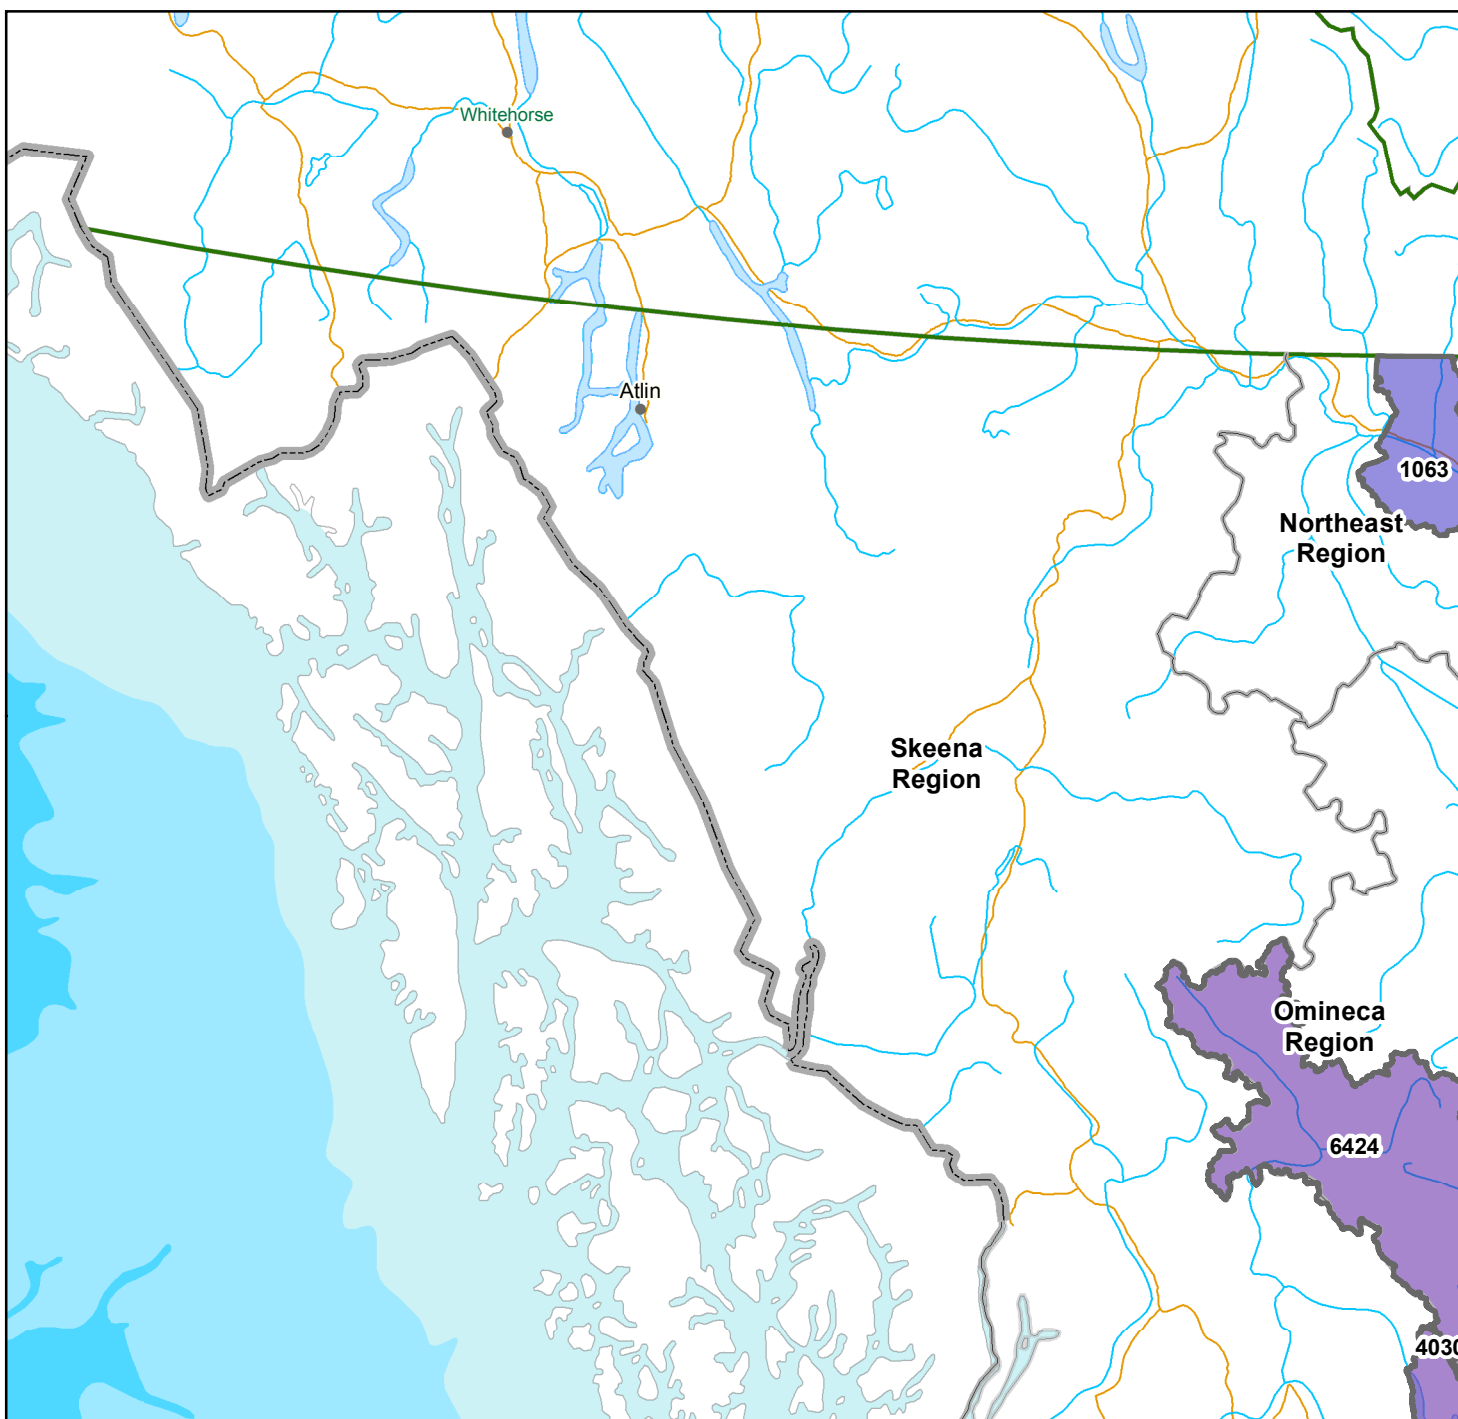 Whitehorse
Atlin
1063
Northeast
Region
Skeena
Region
Omineca
Region
6424
4030